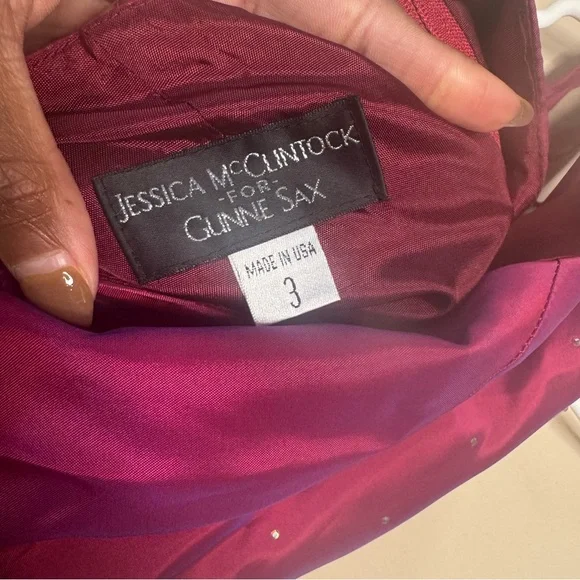 JESSICA McCLINTOCK
-FOR-
GUNNE SAX
MADE IN USA
3